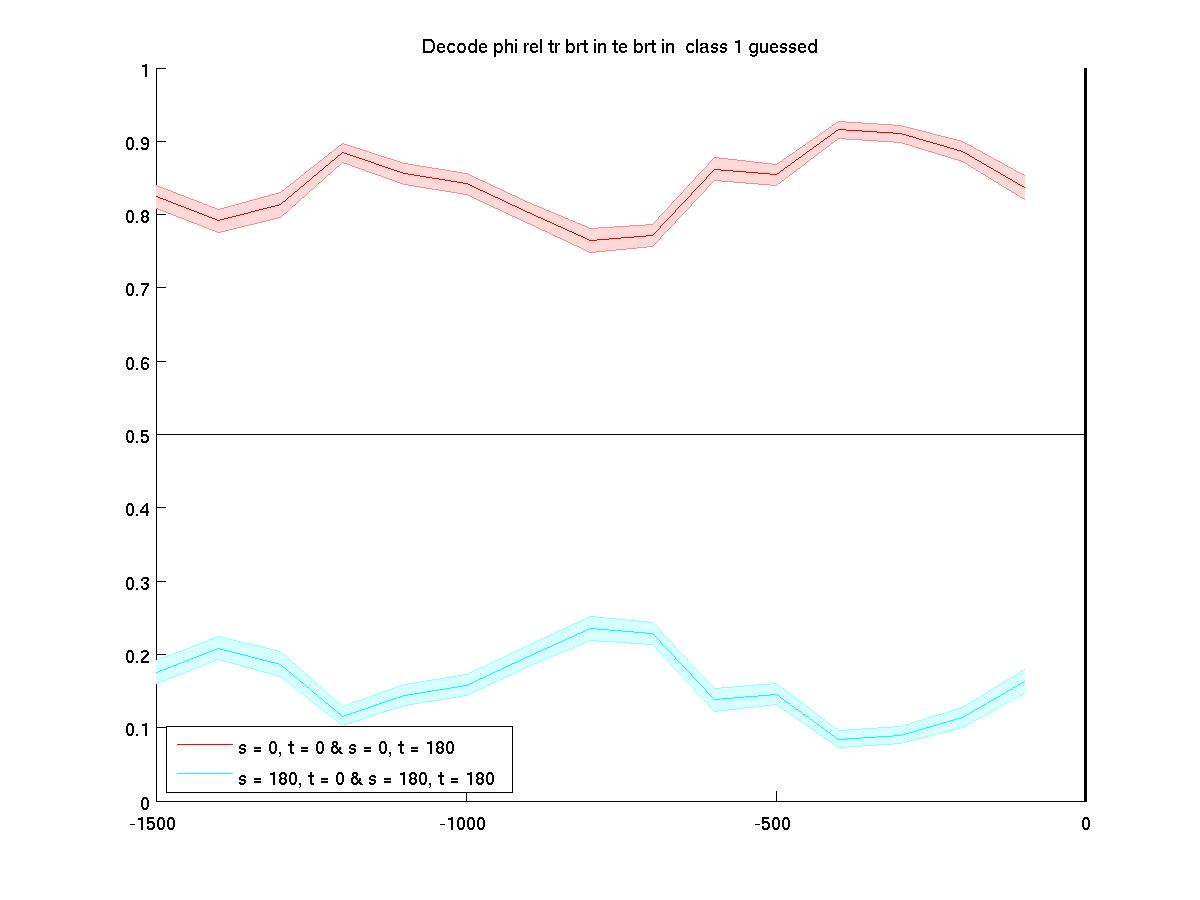 Decode phi rel tr brt in te brt in  class 1 guessed
1
0.9
0.8
0.7
0.6
0.5
0.4
0.3
0.2
0.1
0
s = 0, t = 0 & s = 0, t = 180
s = 180, t = 0 & s = 180, t = 180
-1500 -1000 -500 0